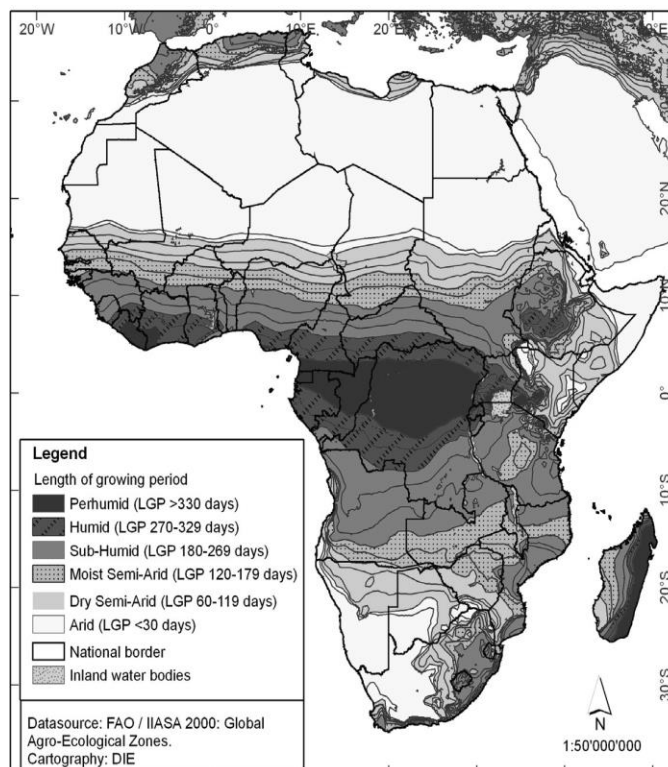 20°W 10°W 0° 10°E 0°E
20°N
10°N
0°
10°S
20°S
30°S
Legend
Length of growing period
Perhumid (LGP >330 days)
Humid (LGP 270-329 days)
Sub-Humid (LGP 180-269 days)
Moist Semi-Arid (LGP 120-179 days)
Dry Semi-Arid (LGP 60-119 days)
Arid (LGP <30 days)
National border
Inland water bodies
Datasource: FAO / IIASA 2000: Global
Agro-Ecological Zones.
Cartography: DIE
N
1:50'000'000